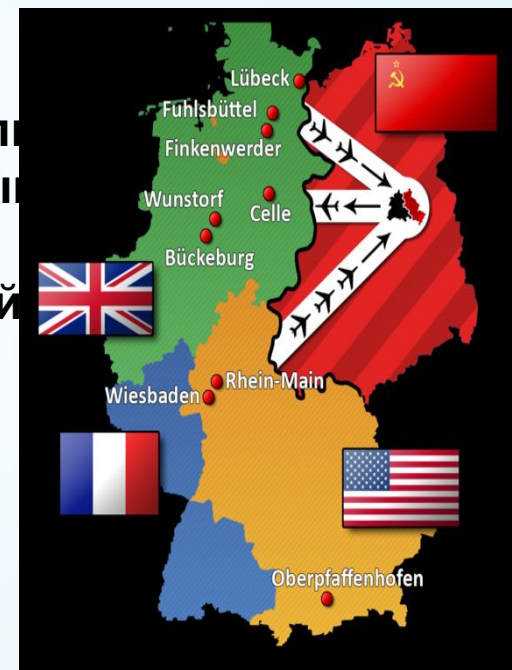 Lübeck
Fuhlsbüttel
Finkenwerder
Wunstorf
Celle
Bückeburg
й
Rhein-Main
Wiesbaden
Oberpfaffenhofen